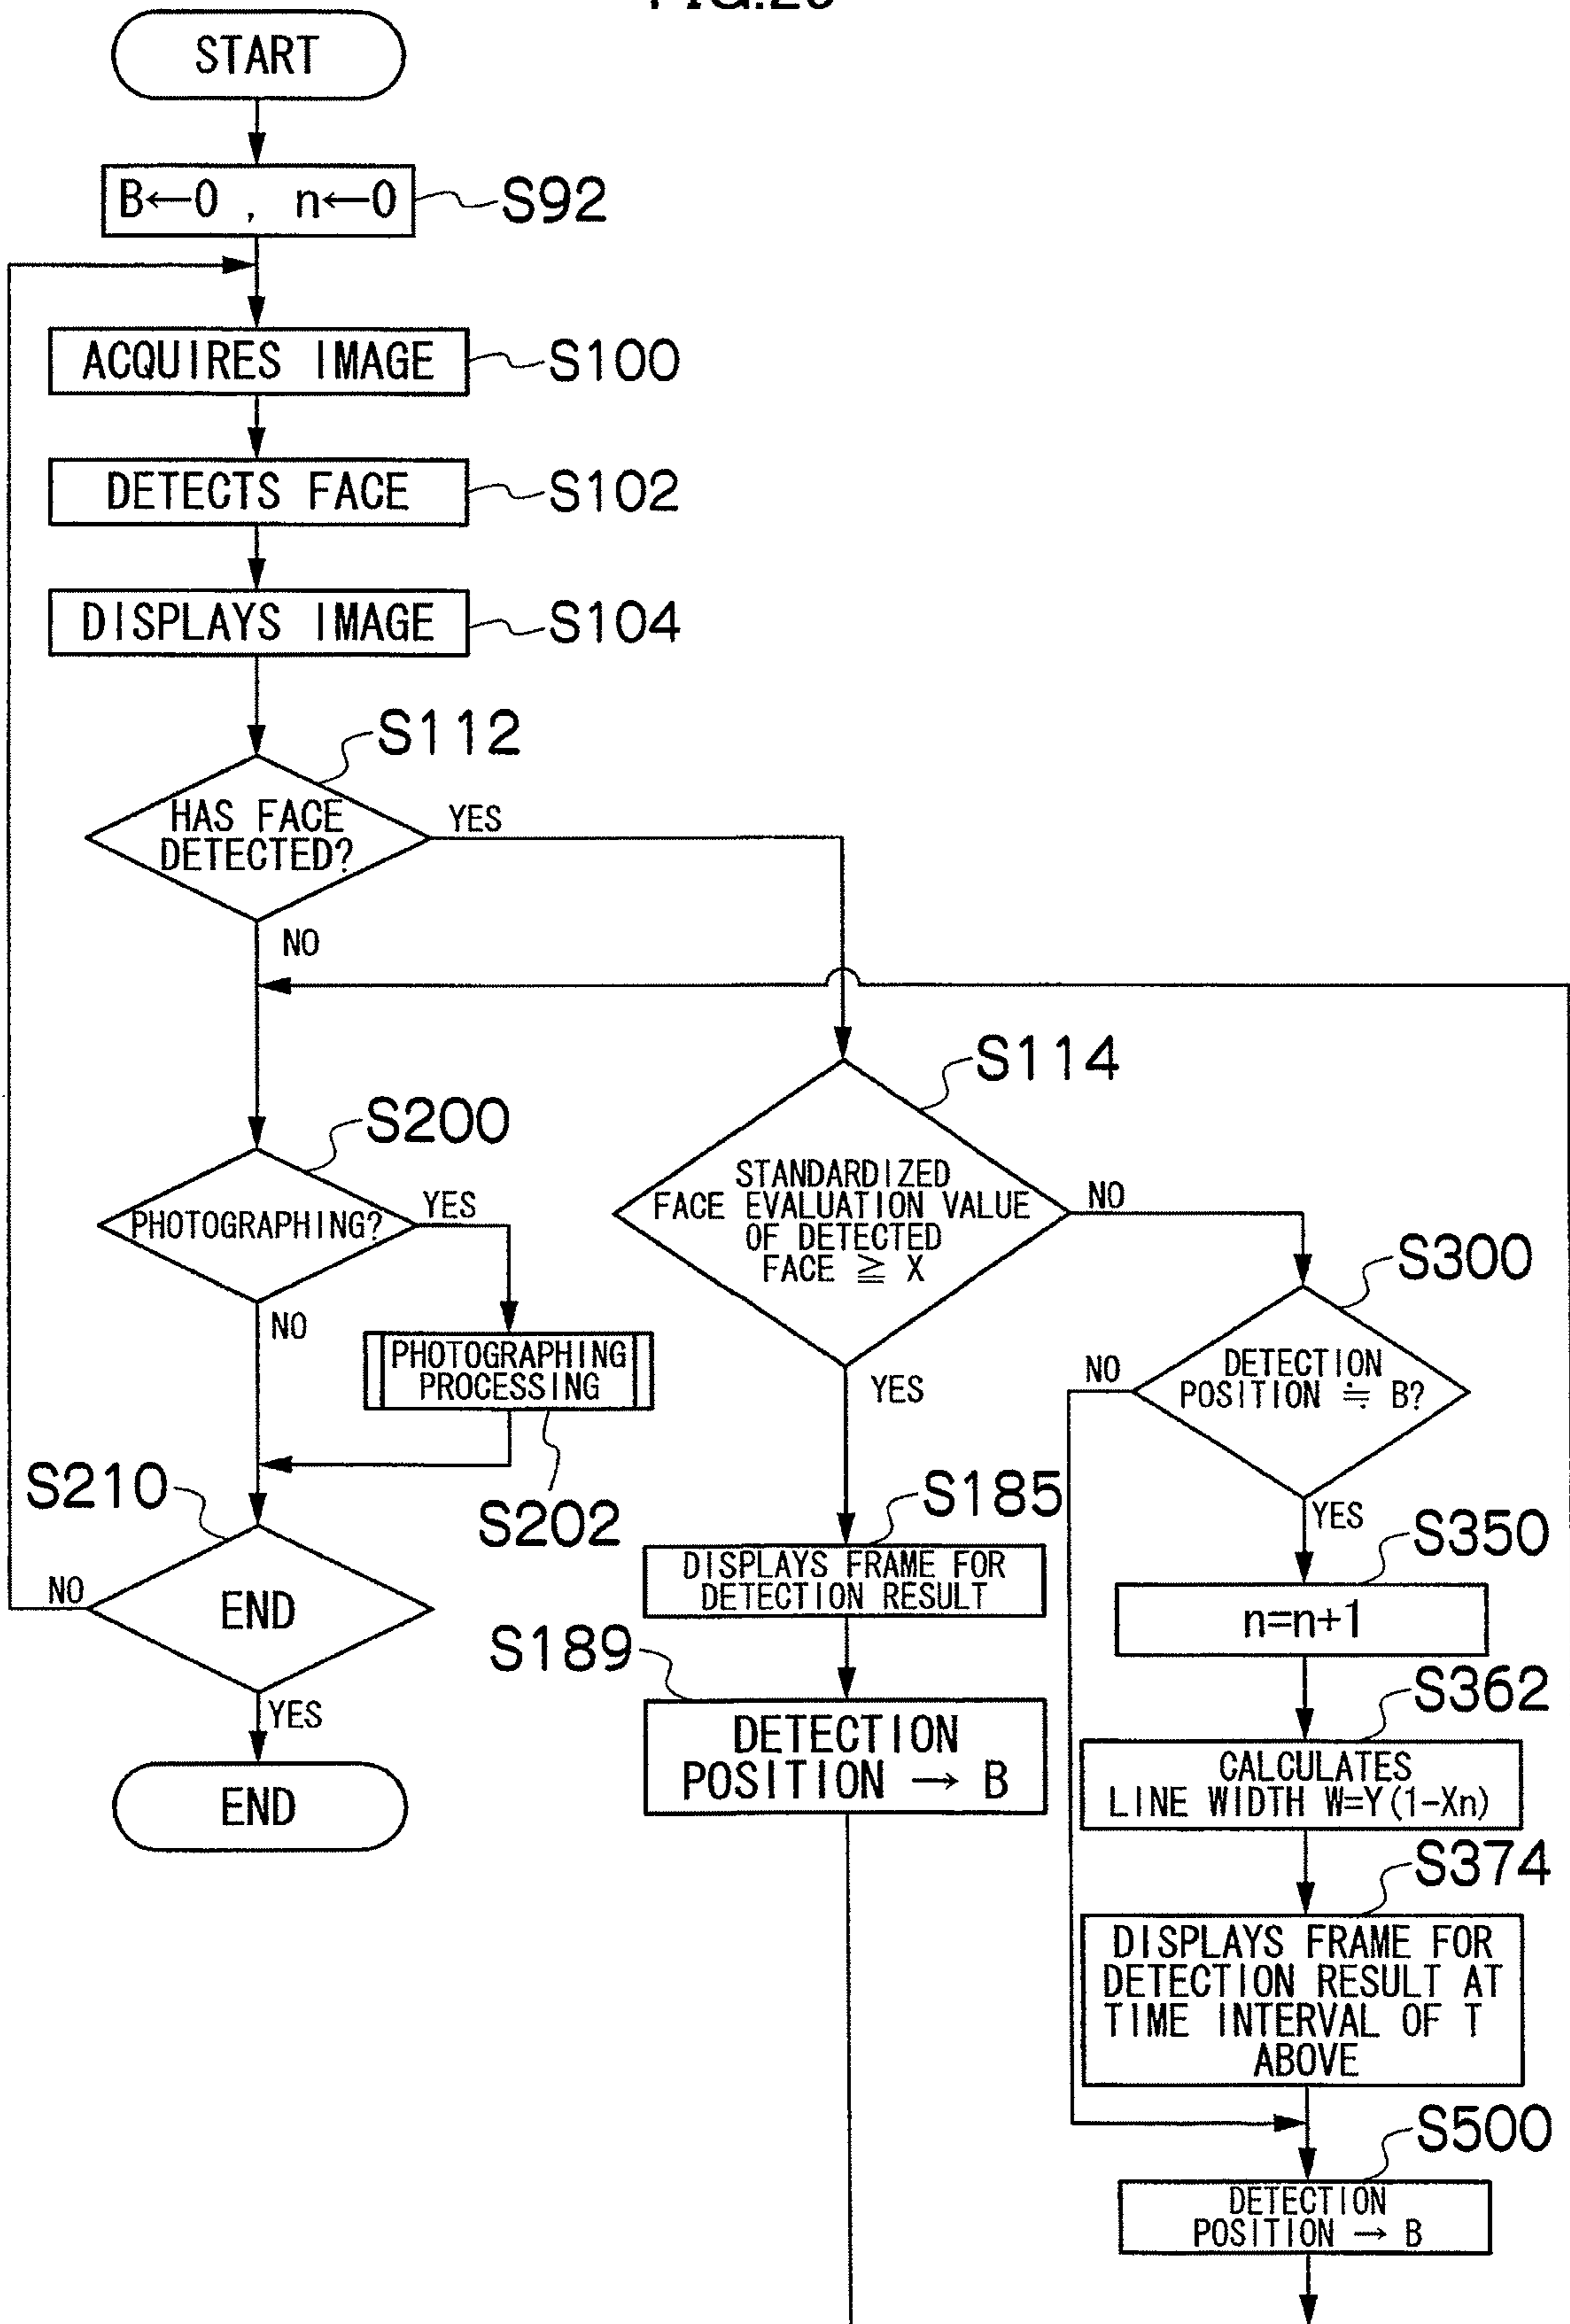 START
B←0 , n←0
S92
ACQUIRES IMAGE
S100
DETECTS FACE
S102
DISPLAYS IMAGE
S104
S112
HAS FACE
DETECTED?
YES
NO
S114
STANDARDIZED
FACE EVALUATION VALUE
OF DETECTED
FACE ≧ X
NO
YES
S200
PHOTOGRAPHING?
YES
NO
PHOTOGRAPHING
PROCESSING
S202
S210
END
NO
YES
END
S185
DISPLAYS FRAME FOR
DETECTION RESULT
S189
DETECTION
POSITION → B
S300
DETECTION
POSITION ≒ B?
NO
YES
S350
n=n+1
S362
CALCULATES
LINE WIDTH W=Y(1-Xn)
S374
DISPLAYS FRAME FOR
DETECTION RESULT AT
TIME INTERVAL OF T
ABOVE
S500
DETECTION
POSITION → B